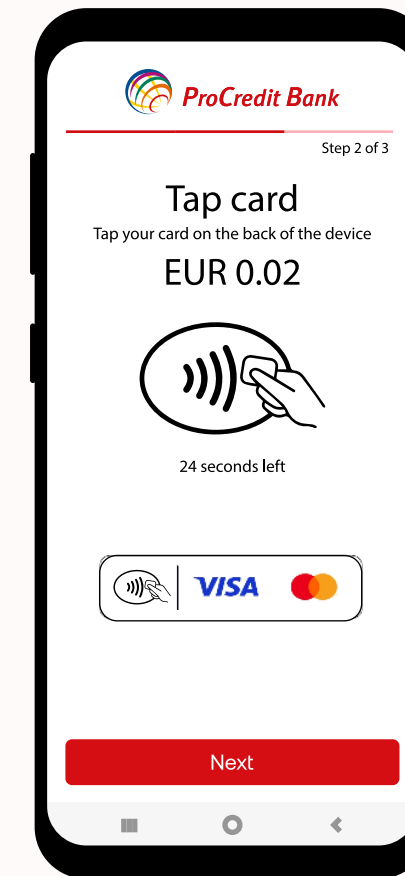 ProCredit Bank
Step 2 of 3
Tap card
Tap your card on the back of the device
EUR 0.02
24 seconds left
VISA
Next